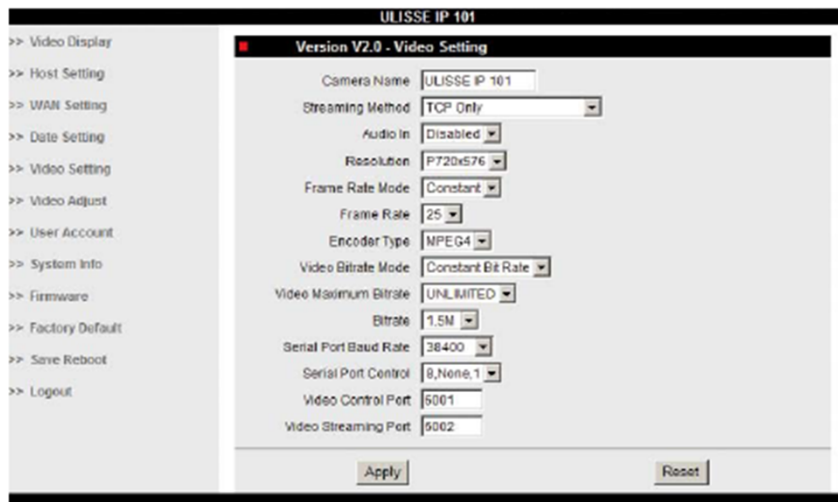 ULISSE IP 101
>> Video Display
>> Host Setting
>> WAN Setting
>> Date Setting
>> Video Setting
>> Video Adjust
>> User Account
>> System Info
>> Firmware
>> Factory Default
>> Save Reboot
>> Logout
Version V2.0 - Video Setting
Camera Name ULISSE IP 101
Streaming Method TCP Only
Audio In Disabled
Resolution P720x576
Frame Rate Mode Constant
Frame Rate 25
Encoder Type MPEG4
Video Bitrate Mode Constant Bit Rate
Video Maximum Bitrate UNLIMITED
Bitrate 1.5M
Serial Port Baud Rate 38400
Serial Port Control 8,None,1
Video Control Port 6001
Video Streaming Port 6002
Apply Reset